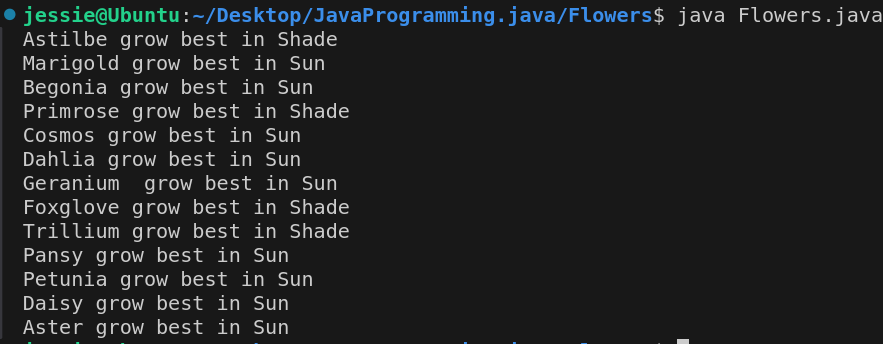 jessie@Ubuntu:~/Desktop/JavaProgramming.java/Flowers$ java Flowers.java
Astilbe grow best in Shade
Marigold grow best in Sun
Begonia grow best in Sun
Primrose grow best in Shade
Cosmos grow best in Sun
Dahlia grow best in Sun
Geranium  grow best in Sun
Foxglove grow best in Shade
Trillium grow best in Shade
Pansy grow best in Sun
Petunia grow best in Sun
Daisy grow best in Sun
Aster grow best in Sun